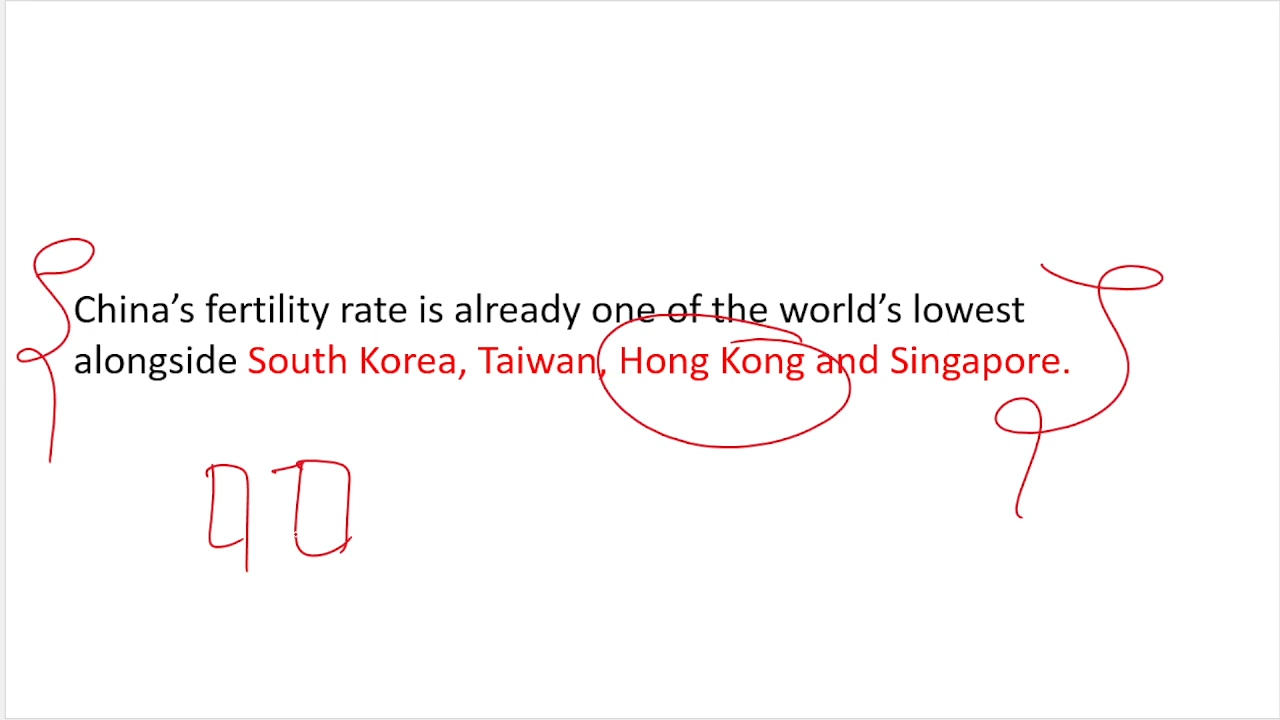 China’s fertility rate is already one of the world’s lowest
alongside South Korea, Taiwan, Hong Kong and Singapore.